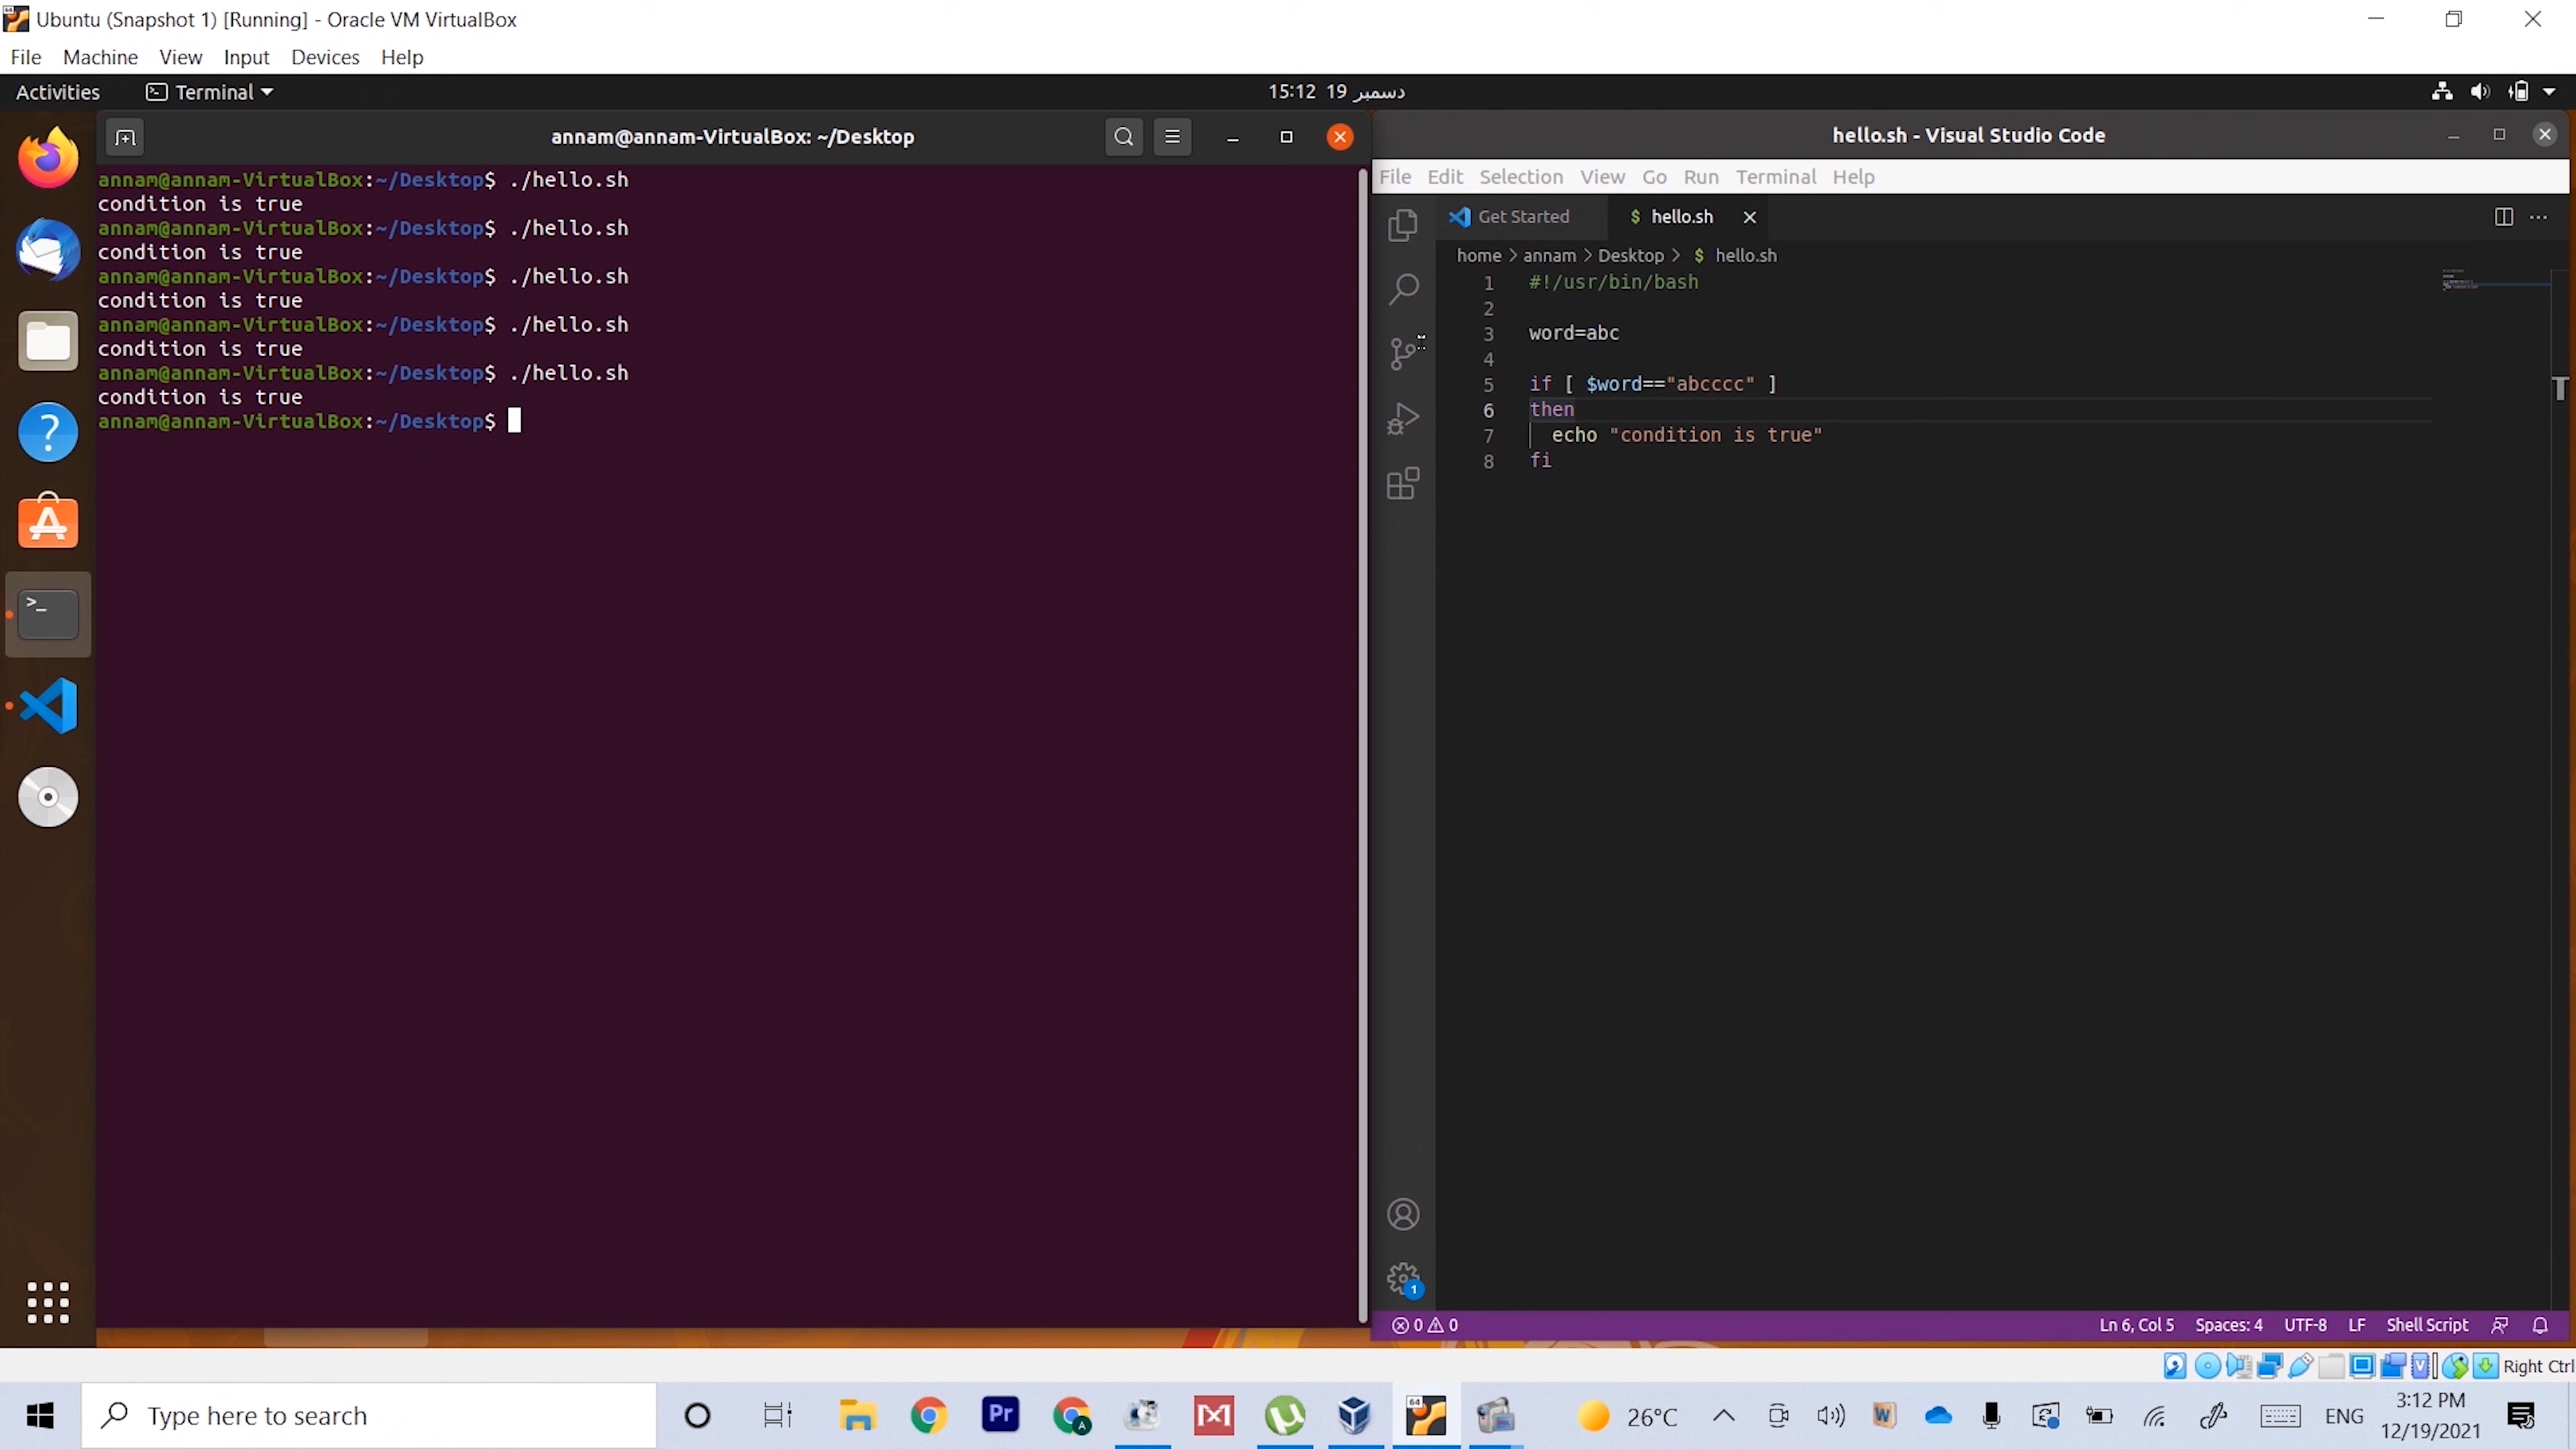 Ubuntu (Snapshot 1) [Running] - Oracle VM VirtualBox
File Machine View Input Devices Help
Activities Terminal 15:12 19 دسمبر
annam@annam-VirtualBox: ~/Desktop
annam@annam-VirtualBox:~/Desktop$ ./hello.sh
condition is true
annam@annam-VirtualBox:~/Desktop$ ./hello.sh
condition is true
annam@annam-VirtualBox:~/Desktop$ ./hello.sh
condition is true
annam@annam-VirtualBox:~/Desktop$ ./hello.sh
condition is true
annam@annam-VirtualBox:~/Desktop$ ./hello.sh
condition is true
annam@annam-VirtualBox:~/Desktop$
hello.sh - Visual Studio Code
File Edit Selection View Go Run Terminal Help
Get Started $ hello.sh
home > annam > Desktop > $ hello.sh
1 #!/usr/bin/bash
2
3 word=abc
4
5 if [ $word=="abcccc" ]
6 then
7 echo "condition is true"
8 fi
1
0 0 Ln 6, Col 5 Spaces: 4 UTF-8 LF Shell Script
Right Ctrl
Type here to search
Pr
A
64
26°C
ENG
3:12 PM
12/19/2021